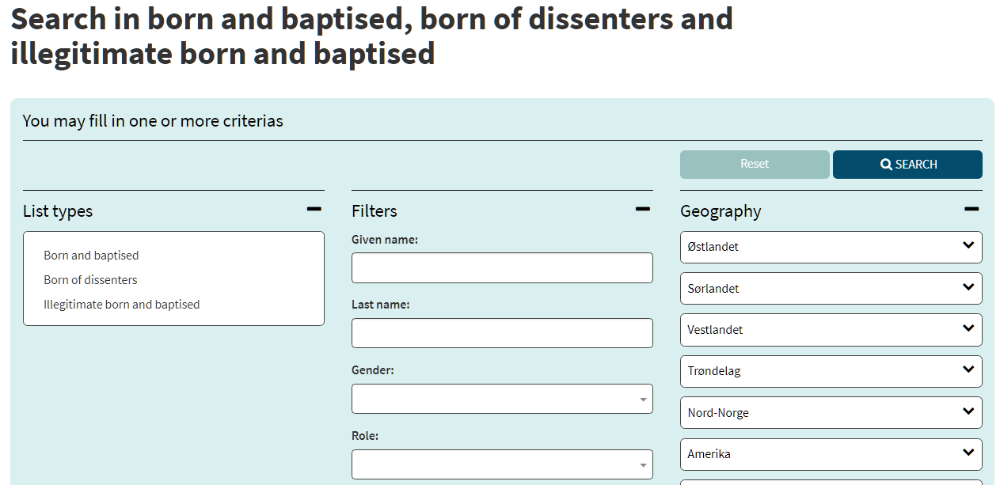 Search in born and baptised, born of dissenters and
illegitimate born and baptised
You may fill in one or more criterias
Reset
SEARCH
List types
Born and baptised
Born of dissenters
Illegitimate born and baptised
Filters
Given name:
Last name:
Gender:
Role:
Geography
Østlandet
Sørlandet
Vestlandet
Trøndelag
Nord-Norge
Amerika